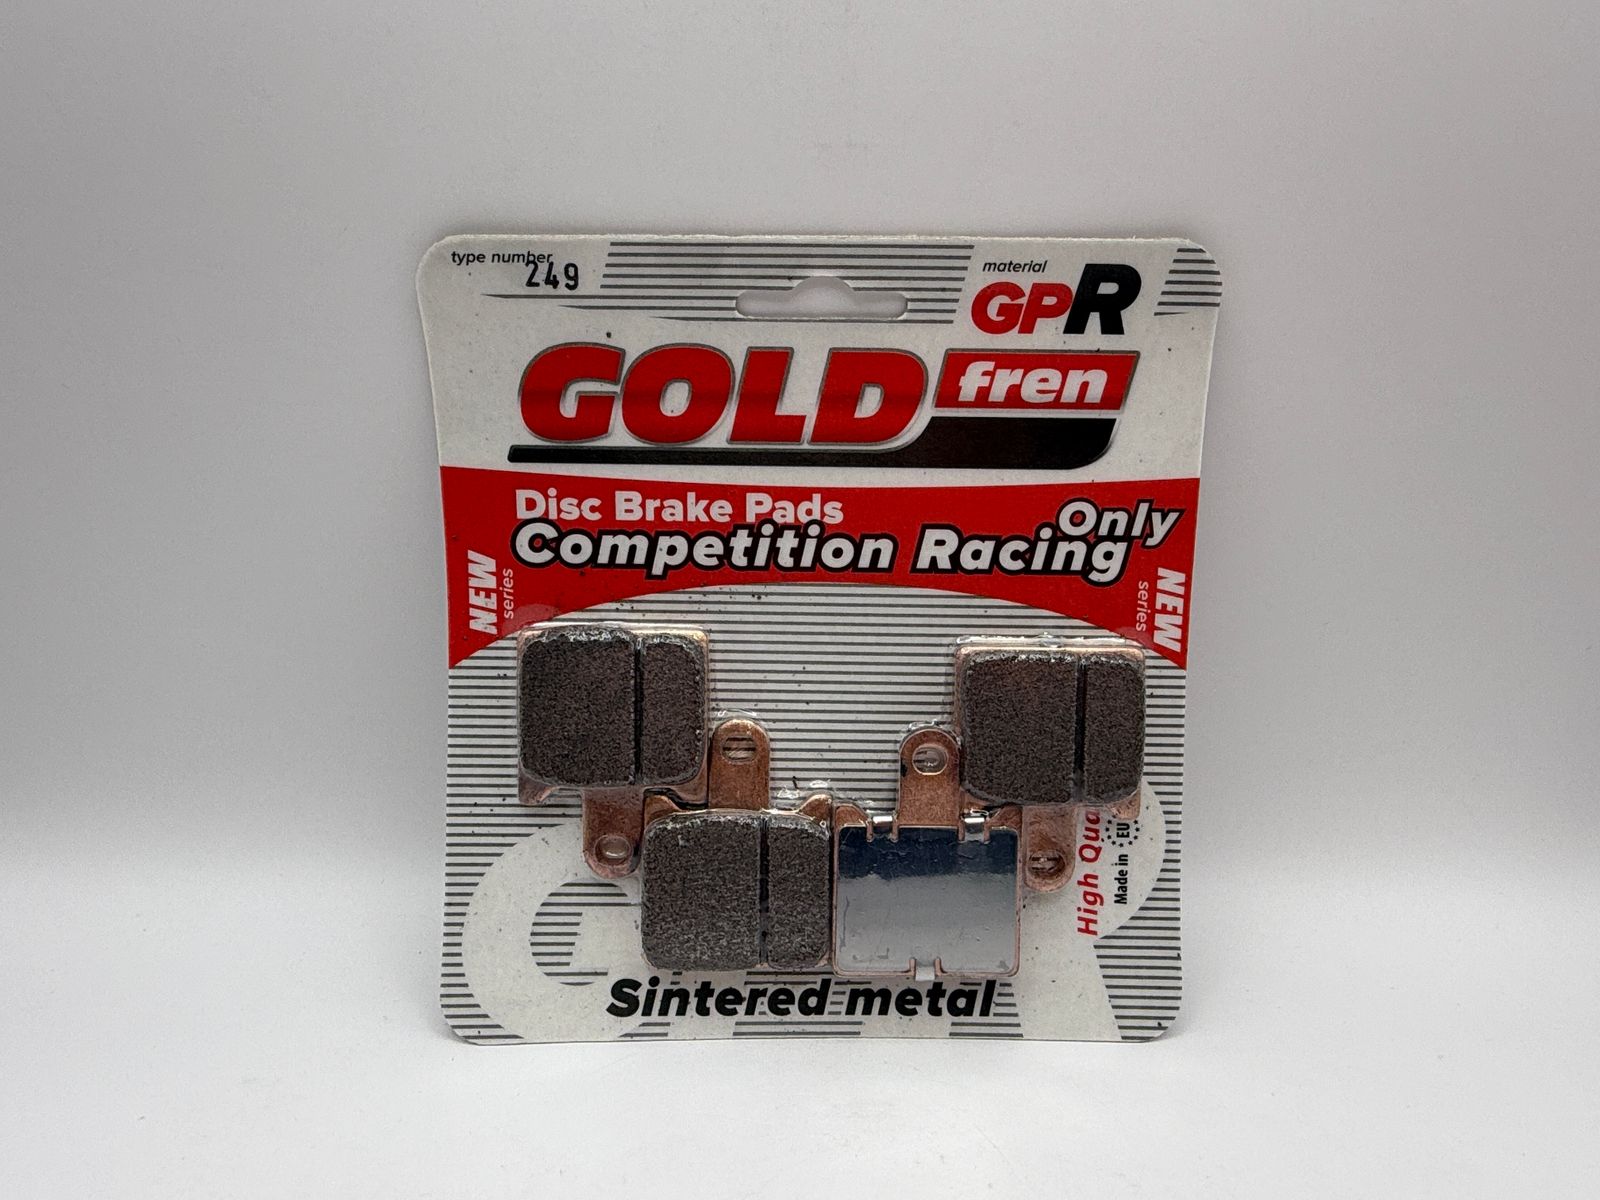 type number
249
material
GPR
GOLD fren
Disc Brake Pads
Competition Racing Only
NEW series
NEW series
High Qua
Made in EU
Sintered metal